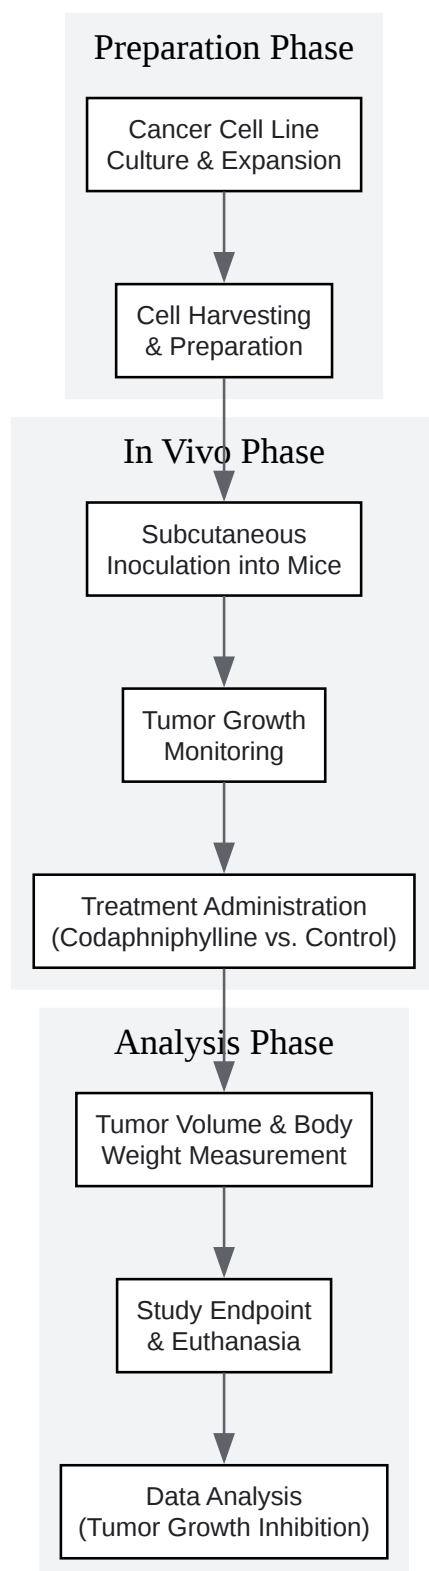 Preparation Phase
Cancer Cell Line
Culture & Expansion
Cell Harvesting
& Preparation
In Vivo Phase
Subcutaneous
Inoculation into Mice
Tumor Growth
Monitoring
Treatment Administration
(Codaphniphylline vs. Control)
Analysis Phase
Tumor Volume & Body
Weight Measurement
Study Endpoint
& Euthanasia
Data Analysis
(Tumor Growth Inhibition)